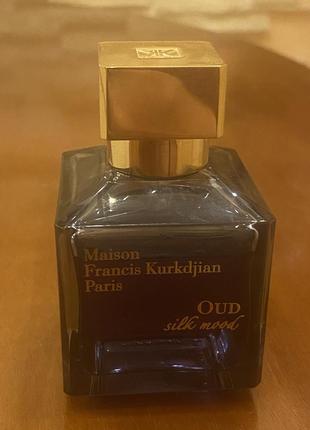 Maison
Francis Kurkdjian
Paris
OUD
silk mood